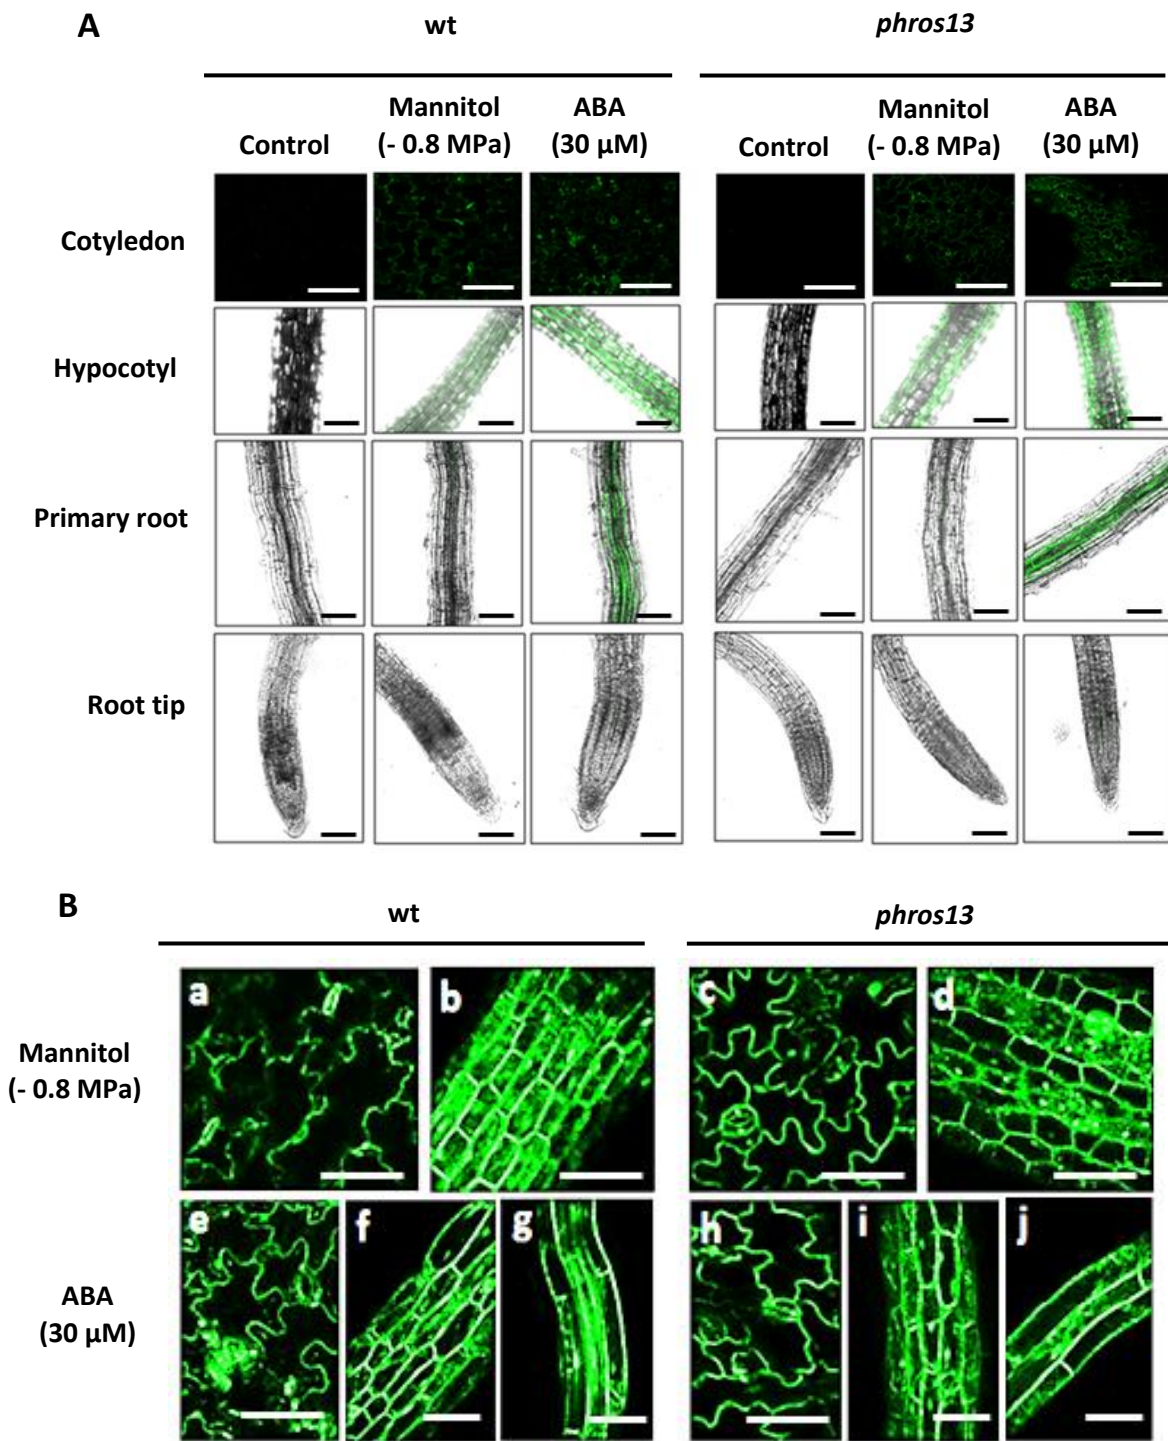 A
wt
phros13
Control
Mannitol
(- 0.8 MPa)
ABA
(30 µM)
Control
Mannitol
(- 0.8 MPa)
ABA
(30 µM)
Cotyledon
Hypocotyl
Primary root
Root tip
B
wt
phros13
Mannitol
(- 0.8 MPa)
a
b
c
d
ABA
(30 µM)
e
f
g
h
i
j